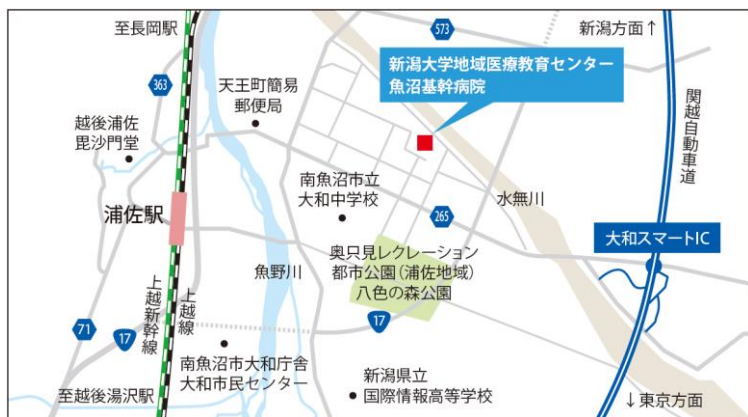 至長岡駅
573
新潟方面↑
新潟大学地域医療教育センター
魚沼基幹病院
363
天王町簡易
郵便局
越後浦佐
毘沙門堂
関越自動車道
南魚沼市立
大和中学校
265
水無川
浦佐駅
大和スマートIC
奥只見レクレーション
都市公園(浦佐地域)
八色の森公園
魚野川
上越新幹線
上越線
71
17
17
南魚沼市大和庁舎
大和市民センター
新潟県立
国際情報高等学校
至越後湯沢駅
↓東京方面